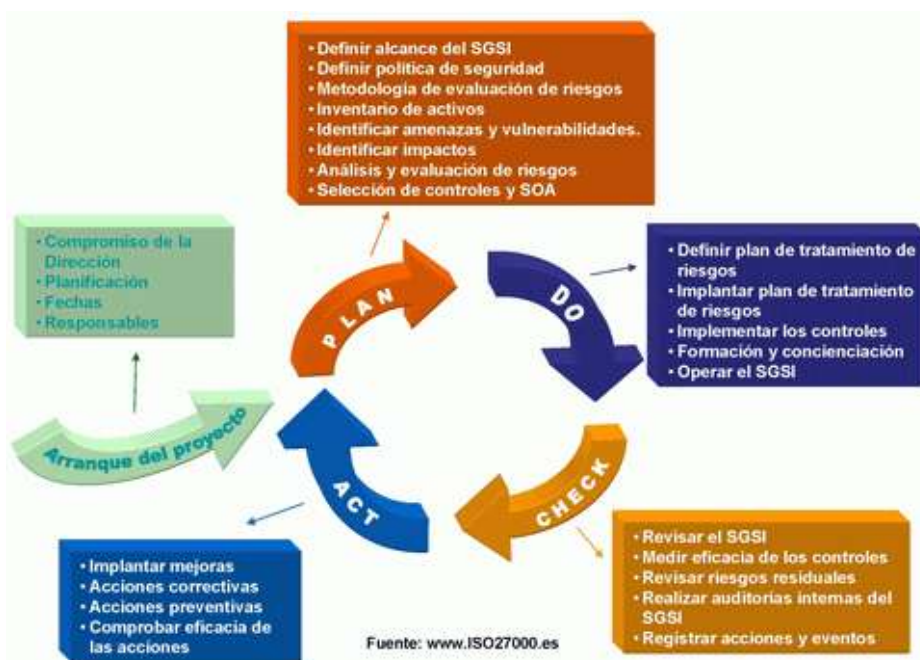 • Definir alcance del SGSI
• Definir política de seguridad
• Metodología de evaluación de riesgos
• Inventario de activos
• Identificar amenazas y vulnerabilidades.
• Identificar impactos
• Análisis y evaluación de riesgos
• Selección de controles y SOA
• Compromiso de la
Dirección
• Planificación
• Fechas
• Responsables
Arranque del proyecto
PLAN
DO
• Definir plan de tratamiento de
riesgos
• Implantar plan de tratamiento
de riesgos
• Implementar los controles
• Formación y concienciación
• Operar el SGSI
CHECK
• Revisar el SGSI
• Medir eficacia de los controles
• Revisar riesgos residuales
• Realizar auditorías internas del
SGSI
• Registrar acciones y eventos
ACT
• Implantar mejoras
• Acciones correctivas
• Acciones preventivas
• Comprobar eficacia de
las acciones
Fuente: www.ISO27000.es